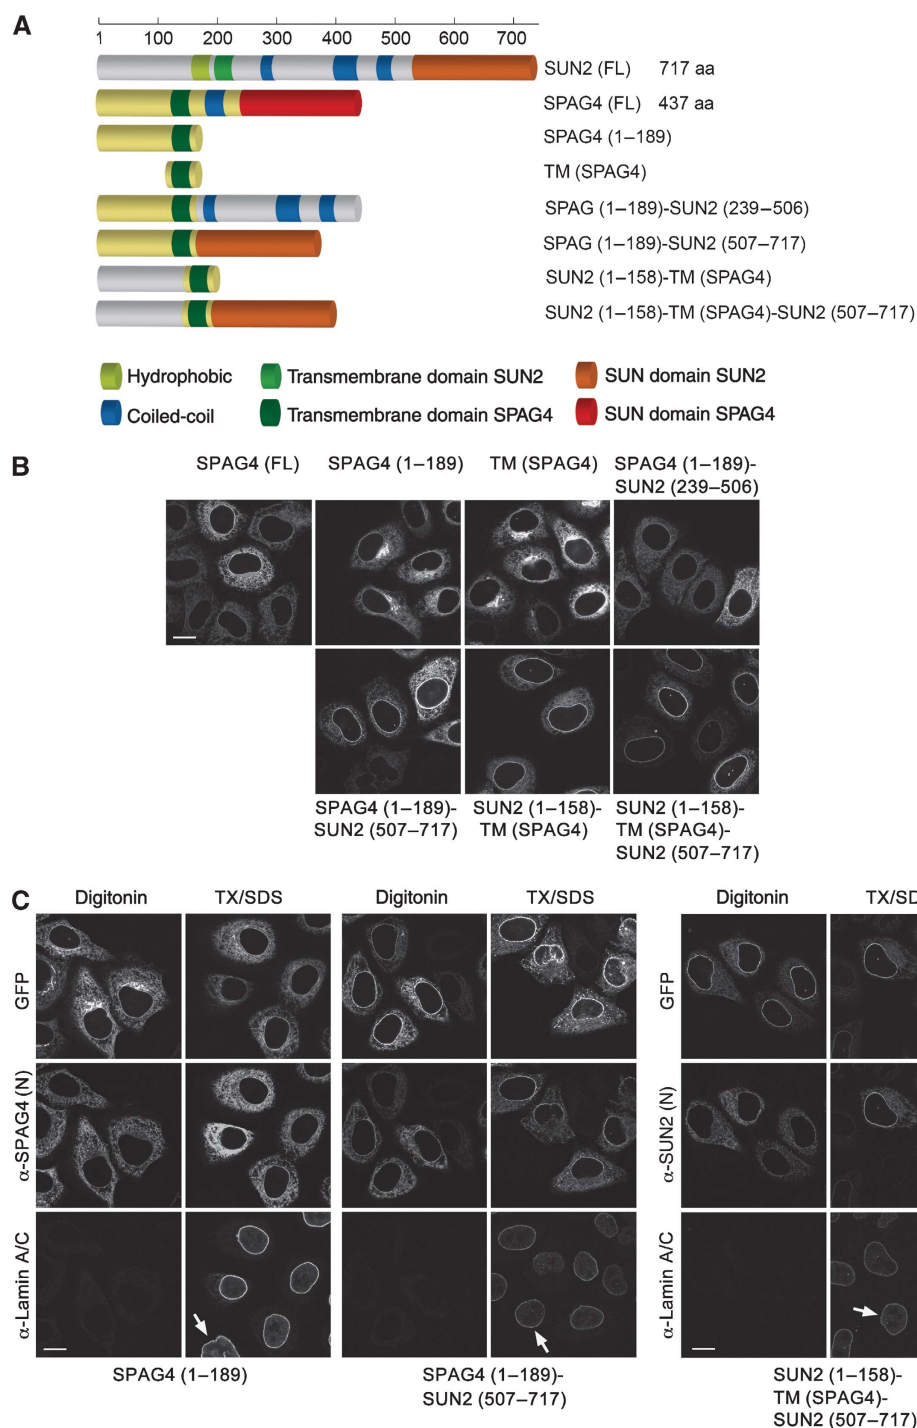 A
1 100 200 300 400 500 600 700
SUN2 (FL) 717 aa
SPAG4 (FL) 437 aa
SPAG4 (1–189)
TM (SPAG4)
SPAG (1–189)-SUN2 (239–506)
SPAG (1–189)-SUN2 (507–717)
SUN2 (1–158)-TM (SPAG4)
SUN2 (1–158)-TM (SPAG4)-SUN2 (507–717)
Hydrophobic
Transmembrane domain SUN2
SUN domain SUN2
Coiled-coil
Transmembrane domain SPAG4
SUN domain SPAG4
B
SPAG4 (FL)
SPAG4 (1–189)
TM (SPAG4)
SPAG4 (1–189)-
SUN2 (239–506)
SPAG4 (1–189)-
SUN2 (507–717)
SUN2 (1–158)-
TM (SPAG4)
SUN2 (1–158)-
TM (SPAG4)-
SUN2 (507–717)
C
Digitonin
TX/SDS
Digitonin
TX/SDS
Digitonin
TX/SD
GFP
GFP
α-SPAG4 (N)
α-SUN2 (N)
α-Lamin A/C
α-Lamin A/C
SPAG4 (1–189)
SPAG4 (1–189)-
SUN2 (507–717)
SUN2 (1–158)-
TM (SPAG4)-
SUN2 (507–717)